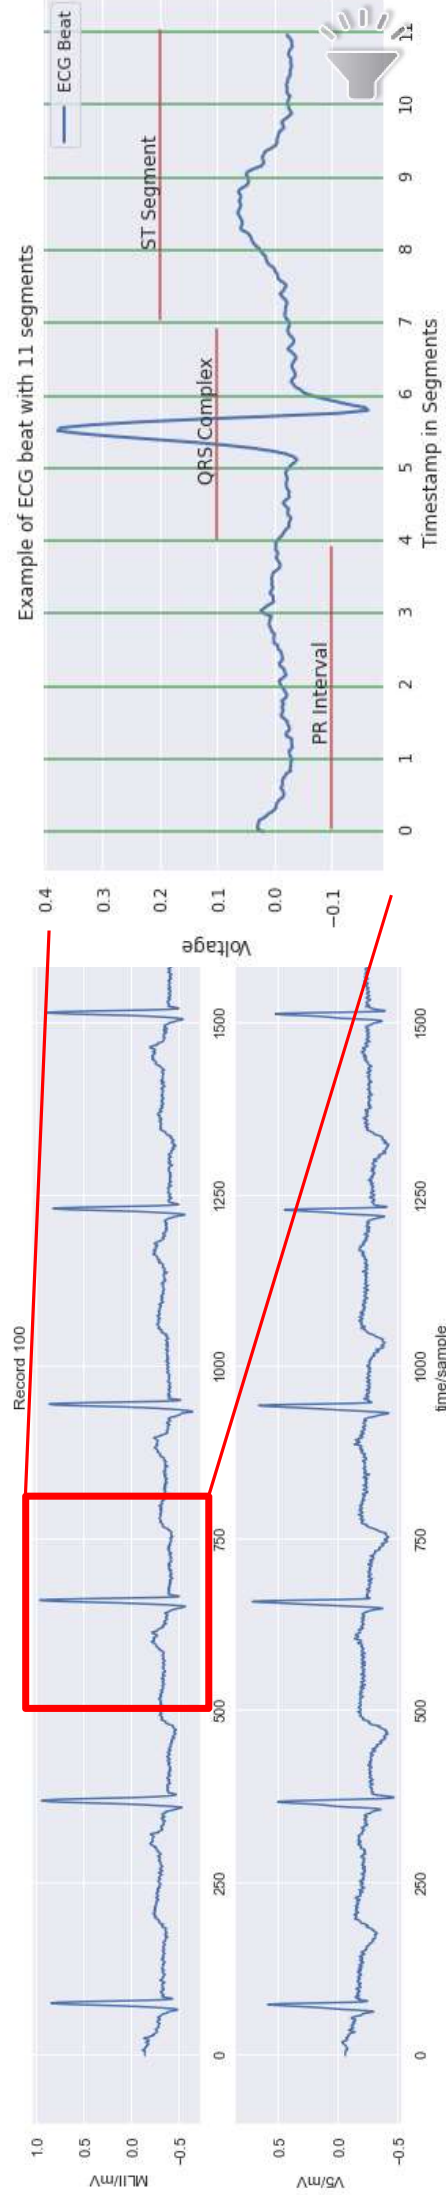 Record 100
1.0
0.5
0.0
−0.5
MLII/mV
0 250 500 750 1000 1250 1500
0.5
0.0
−0.5
V5/mV
0 250 500 750 1000 1250 1500
time/sample
Example of ECG beat with 11 segments
ECG Beat
0.4
0.3
0.2
0.1
0.0
−0.1
Voltage
ST Segment
QRS Complex
PR Interval
0 1 2 3 4 5 6 7 8 9 10 11
Timestamp in Segments